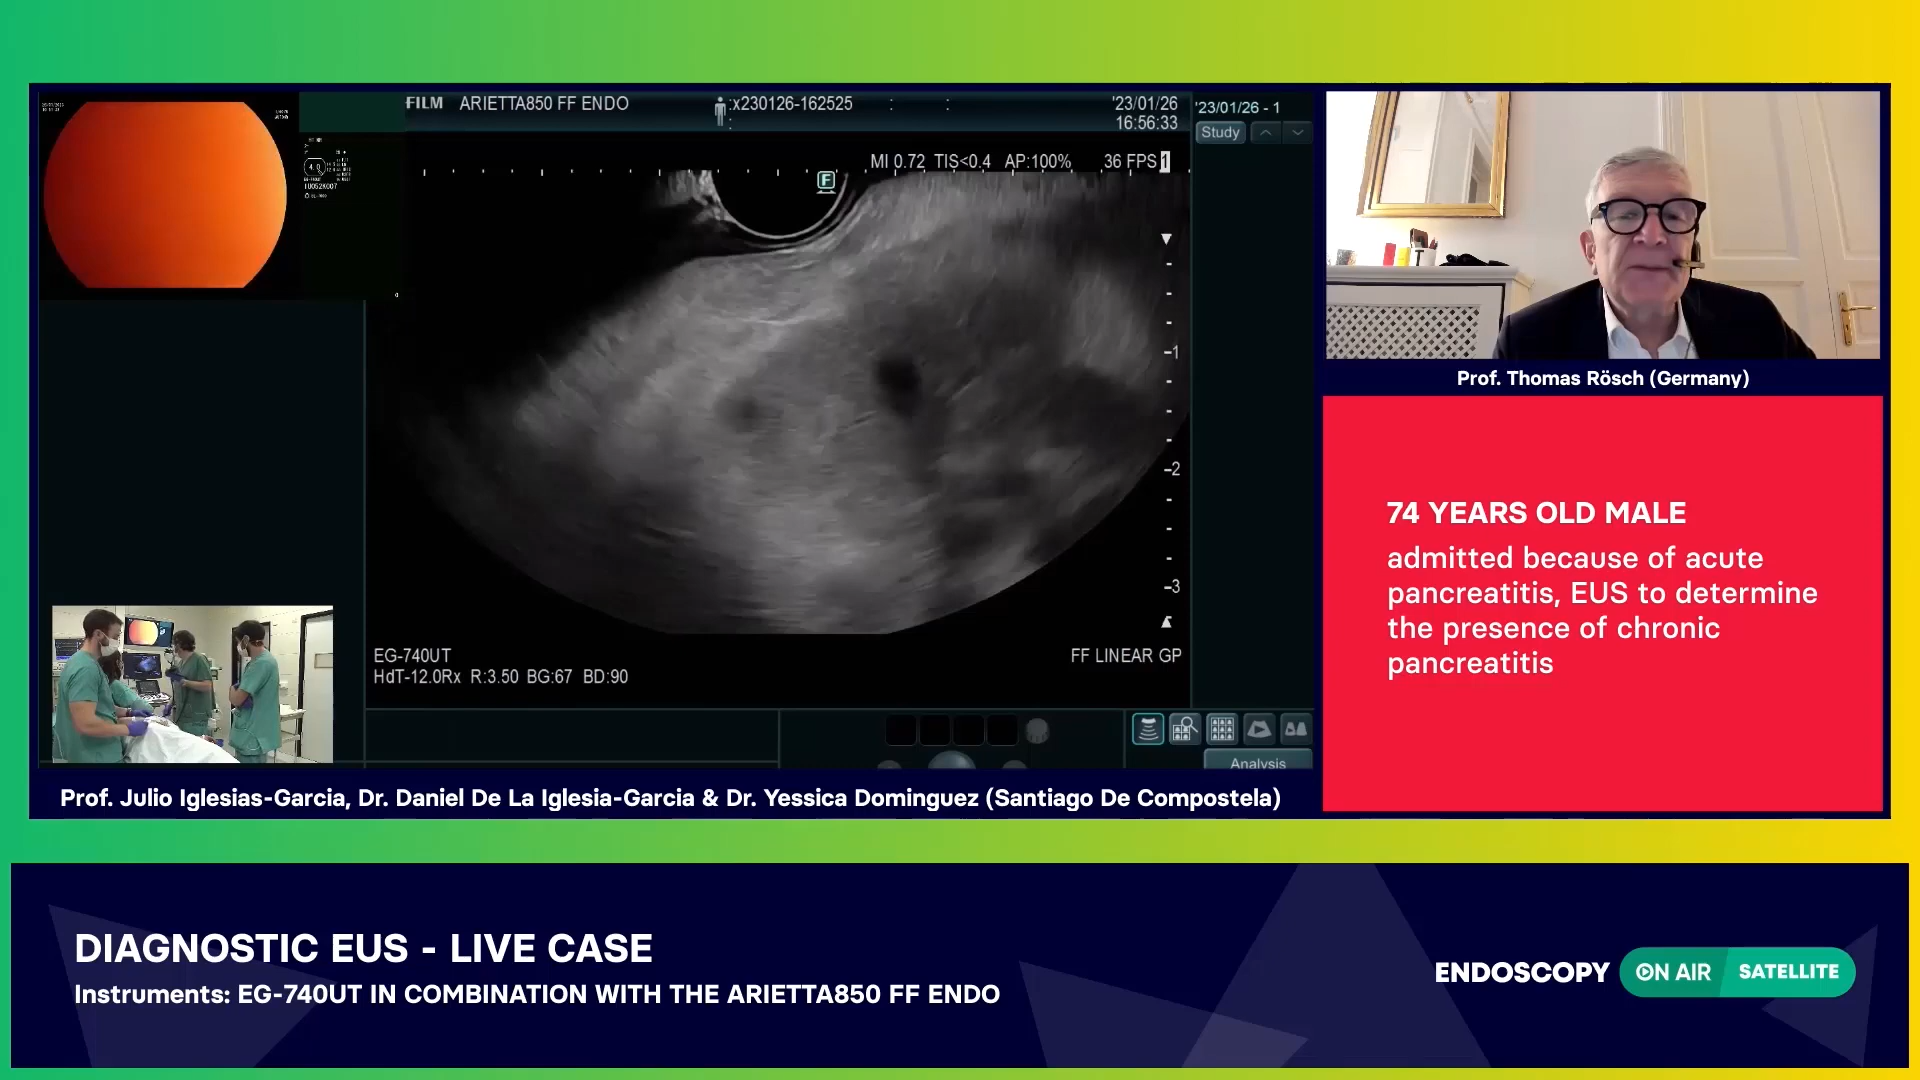 FILM ARIETTA850 FF ENDO
:x230126-162525 : :
:
'23/01/26
16:56:33
'23/01/26 - 1
Study
MI 0.72 TIS<0.4 AP:100% 36 FPS 1
F
1
2
3
EG-740UT
HdT-12.0Rx R:3.50 BG:67 BD:90
FF LINEAR GP
Analysis
Prof. Julio Iglesias-Garcia, Dr. Daniel De La Iglesia-Garcia & Dr. Yessica Dominguez (Santiago De Compostela)
Prof. Thomas Rösch (Germany)
74 YEARS OLD MALE
admitted because of acute
pancreatitis, EUS to determine
the presence of chronic
pancreatitis
DIAGNOSTIC EUS - LIVE CASE
Instruments: EG-740UT IN COMBINATION WITH THE ARIETTA850 FF ENDO
ENDOSCOPY ON AIR SATELLITE